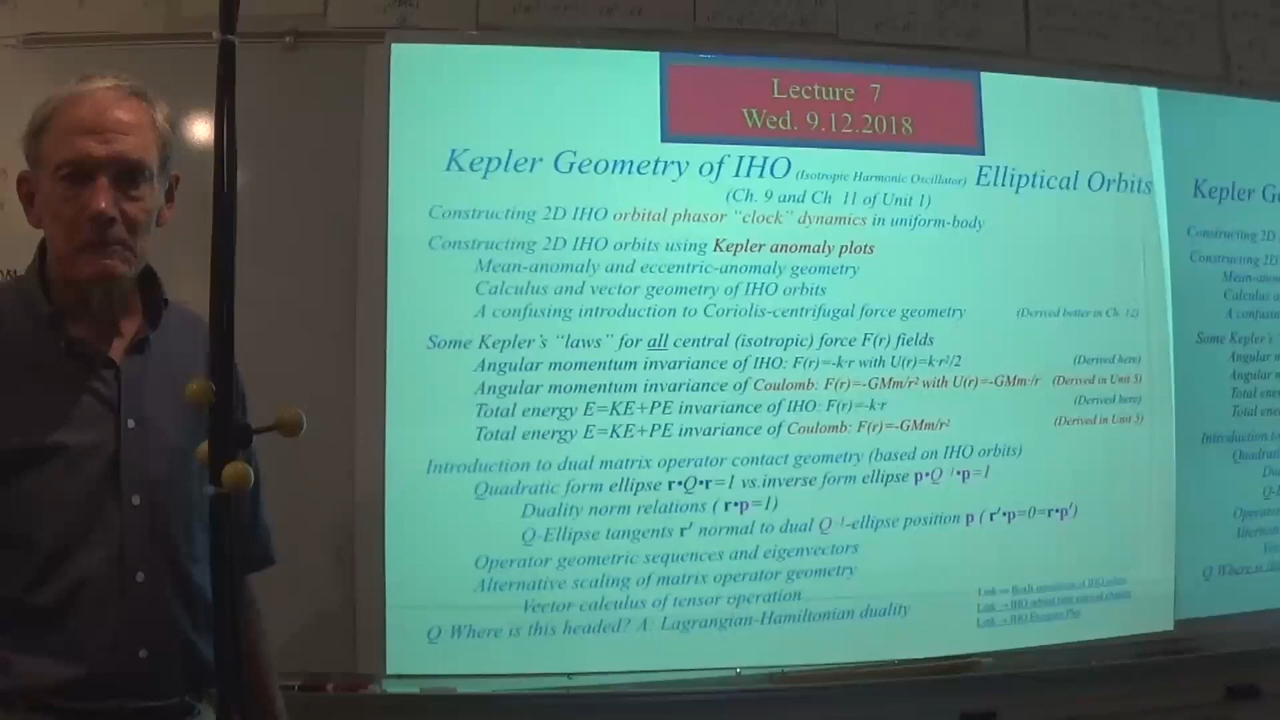 Lecture 7
Wed. 9.12.2018
Kepler Geometry of IHO (Isotropic Harmonic Oscillator) Elliptical Orbits
(Ch. 9 and Ch 11 of Unit 1)
Constructing 2D IHO orbital phasor "clock" dynamics in uniform-body
Constructing 2D IHO orbits using Kepler anomaly plots
Mean-anomaly and eccentric-anomaly geometry
Calculus and vector geometry of IHO orbits
A confusing introduction to Coriolis-centrifugal force geometry (Derived better in Ch. 12)
Some Kepler's "laws" for all central (isotropic) force F(r) fields
Angular momentum invariance of IHO: F(r)=-k·r with U(r)=k·r²/2 (Derived here)
Angular momentum invariance of Coulomb: F(r)=-GMm/r² with U(r)=-GMm·/r (Derived in Unit 5)
Total energy E=KE+PE invariance of IHO: F(r)=-k·r (Derived here)
Total energy E=KE+PE invariance of Coulomb: F(r)=-GMm/r² (Derived in Unit 5)
Introduction to dual matrix operator contact geometry (based on IHO orbits)
Quadratic form ellipse r•Q•r=1 vs.inverse form ellipse p•Q⁻¹•p=1
Duality norm relations ( r•p=1)
Q-Ellipse tangents r′ normal to dual Q⁻¹-ellipse position p ( r′•p=0=r•p′)
Operator geometric sequences and eigenvectors
Alternative scaling of matrix operator geometry
Vector calculus of tensor operation
Q: Where is this headed? A: Lagrangian-Hamiltonian duality
Kepler G
Constructing 2D
Constructing 2D
Calculus
A confus
Some Kepler's
Angular
Total
Total